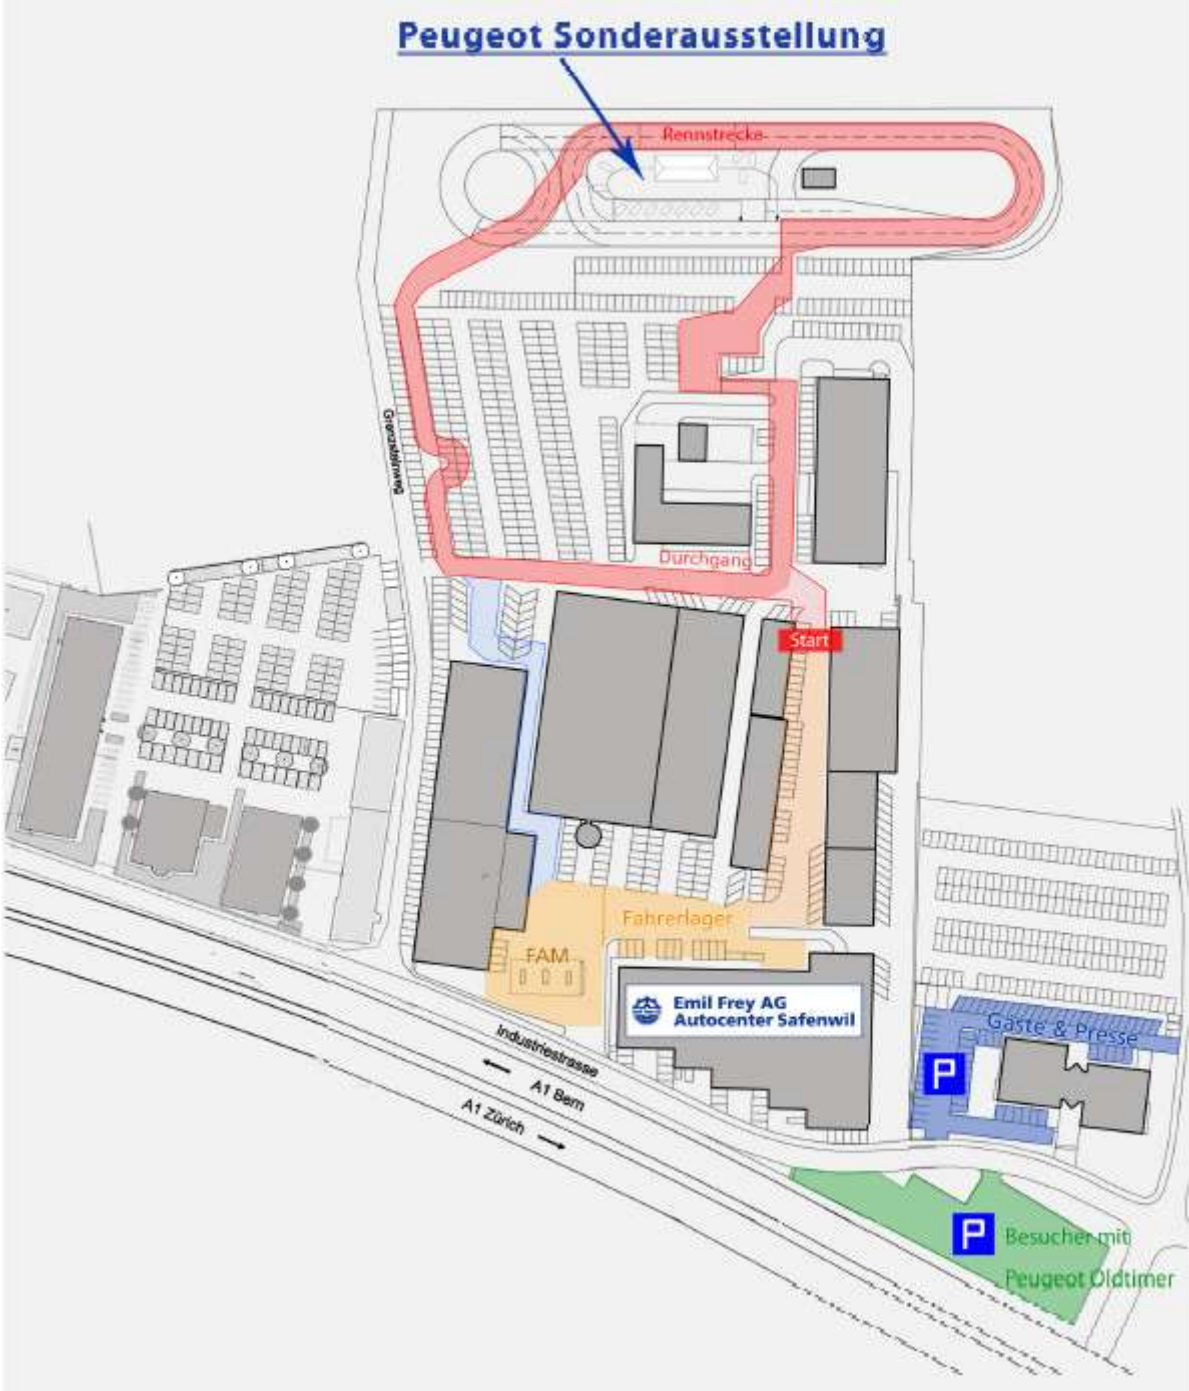 Peugeot Sonderausstellung
Rennstrecke
Grenzsteinweg
Durchgang
Start
Fahrerlager
FAM
Emil Frey AG
Autocenter Safenwil
Gäste & Presse
P
Industriestrasse
A1 Bern
A1 Zürich
P
Besucher mit
Peugeot Oldtimer